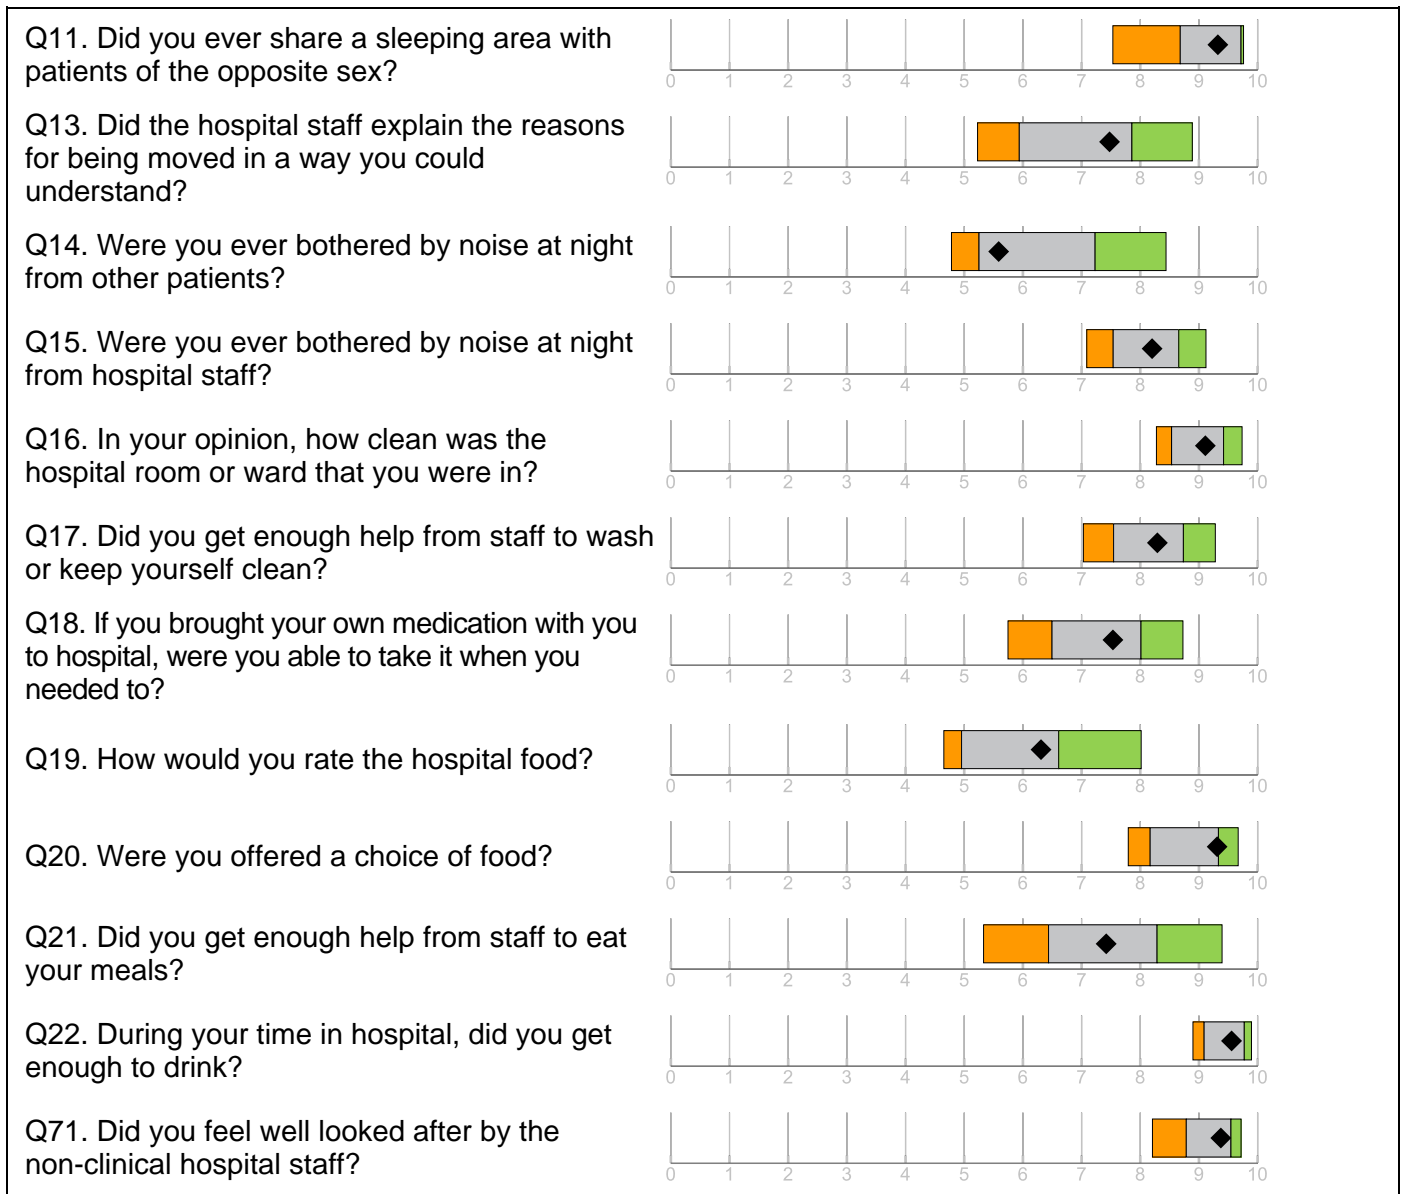 Q11. Did you ever share a sleeping area with
patients of the opposite sex?
0 1 2 3 4 5 6 7 8 9 10
Q13. Did the hospital staff explain the reasons
for being moved in a way you could
understand?
0 1 2 3 4 5 6 7 8 9 10
Q14. Were you ever bothered by noise at night
from other patients?
0 1 2 3 4 5 6 7 8 9 10
Q15. Were you ever bothered by noise at night
from hospital staff?
0 1 2 3 4 5 6 7 8 9 10
Q16. In your opinion, how clean was the
hospital room or ward that you were in?
0 1 2 3 4 5 6 7 8 9 10
Q17. Did you get enough help from staff to wash
or keep yourself clean?
0 1 2 3 4 5 6 7 8 9 10
Q18. If you brought your own medication with you
to hospital, were you able to take it when you
needed to?
0 1 2 3 4 5 6 7 8 9 10
Q19. How would you rate the hospital food?
0 1 2 3 4 5 6 7 8 9 10
Q20. Were you offered a choice of food?
0 1 2 3 4 5 6 7 8 9 10
Q21. Did you get enough help from staff to eat
your meals?
0 1 2 3 4 5 6 7 8 9 10
Q22. During your time in hospital, did you get
enough to drink?
0 1 2 3 4 5 6 7 8 9 10
Q71. Did you feel well looked after by the
non-clinical hospital staff?
0 1 2 3 4 5 6 7 8 9 10